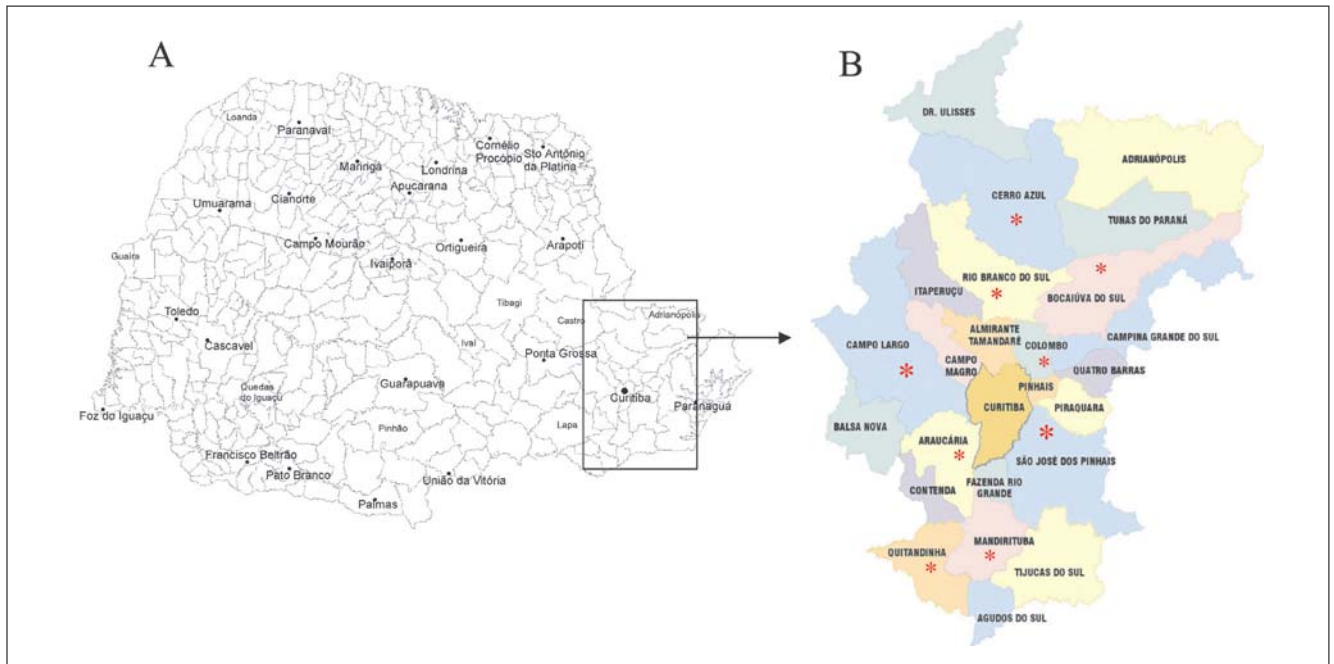 A
Loanda
Paranavaí
Maringá
Londrina
Cornélio
Procópio
Sto Antônio
da Platina
Apucarana
Umuarama
Cianorte
Campo Mourão
Ivaiporã
Ortigueira
Arapoti
Guaíra
Toledo
Cascavel
Tibagi
Castro
Adrianópolis
Ivaí
Ponta Grossa
Quedas
do Iguaçu
Guarapuava
Curitiba
Paranaguá
Foz do Iguaçu
Pinhão
Lapa
Francisco Beltrão
Pato Branco
União da Vitória
Palmas
B
DR. ULISSES
ADRIANÓPOLIS
CERRO AZUL
*
TUNAS DO PARANÁ
RIO BRANCO DO SUL
*
ITAPERUÇU
*
BOCAIÚVA DO SUL
ALMIRANTE
TAMANDARÉ
CAMPO LARGO
*
CAMPO
MAGRO
COLOMBO
*
CAMPINA GRANDE DO SUL
QUATRO BARRAS
PINHAIS
CURITIBA
PIRAQUARA
BALSA NOVA
ARAUCÁRIA
*
*
SÃO JOSÉ DOS PINHAIS
CONTENDA
FAZENDA RIO
GRANDE
QUITANDINHA
*
MANDIRITUBA
*
TIJUCAS DO SUL
AGUDOS DO SUL